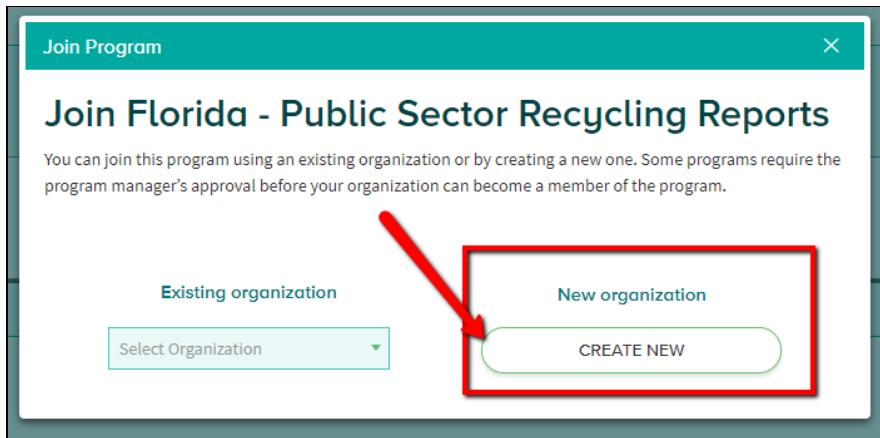 Join Program
Join Florida - Public Sector Recycling Reports
You can join this program using an existing organization or by creating a new one. Some programs require the
program manager's approval before your organization can become a member of the program.
Existing organization
Select Organization
New organization
CREATE NEW